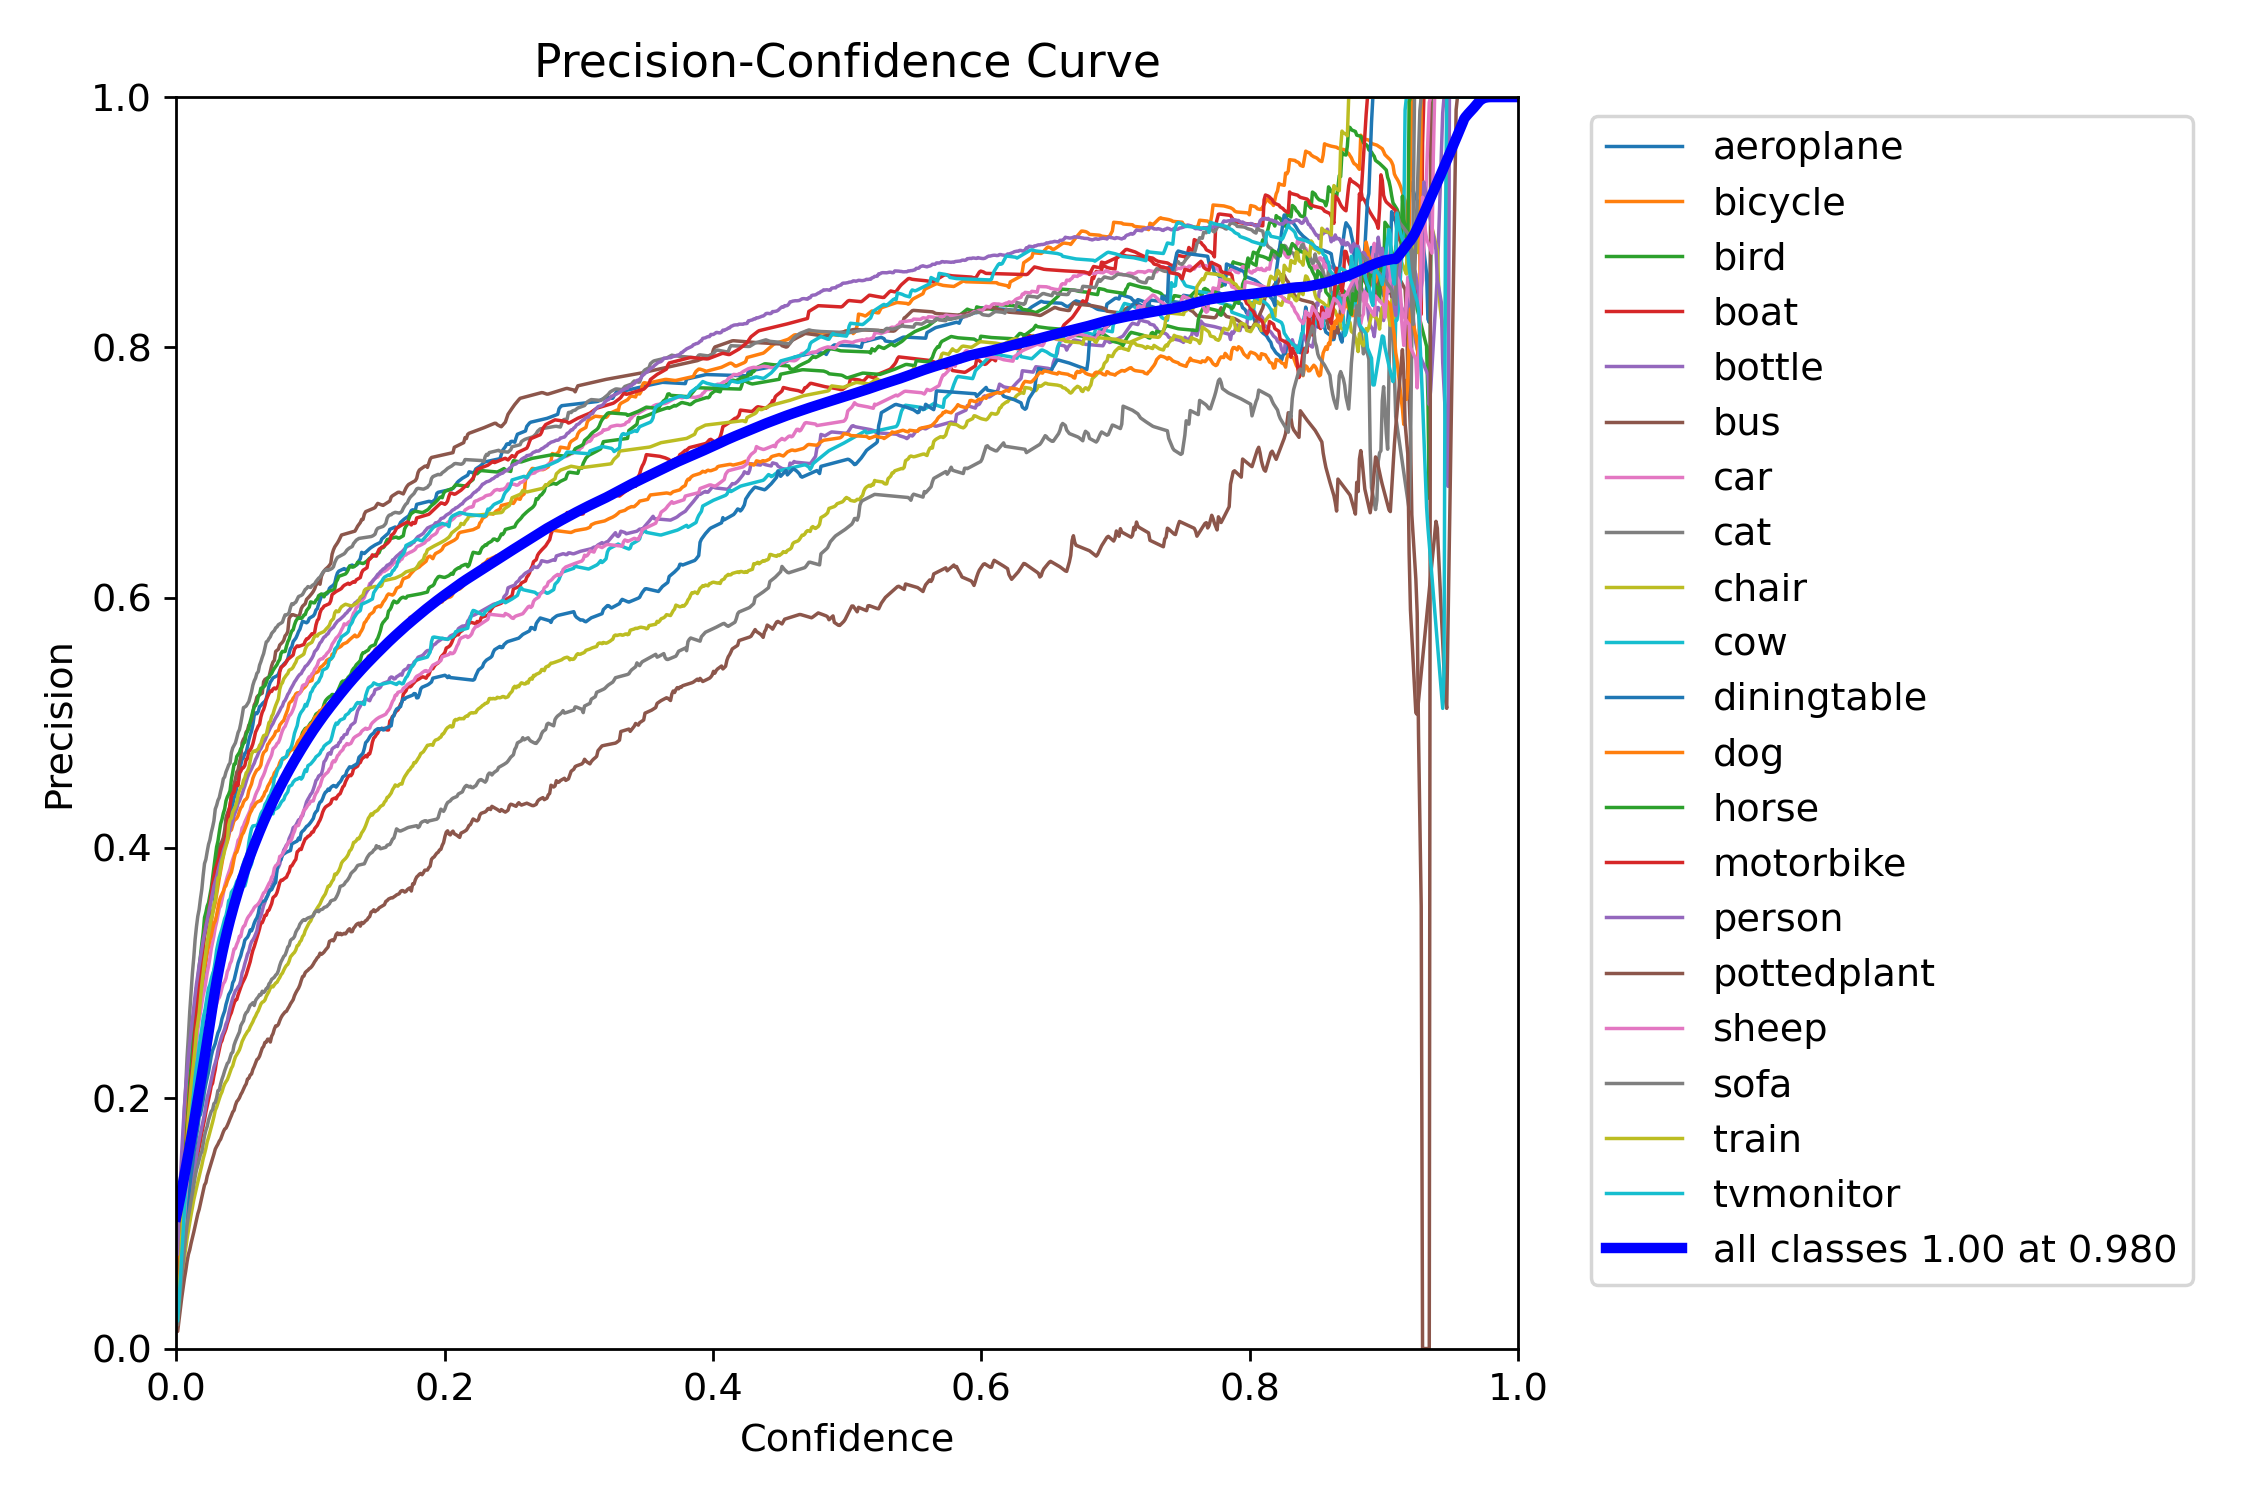 Precision-Confidence Curve
1.0
0.8
0.6
0.4
0.2
0.0
Precision
0.0 0.2 0.4 0.6 0.8 1.0
Confidence
aeroplane
bicycle
bird
boat
bottle
bus
car
cat
chair
cow
diningtable
dog
horse
motorbike
person
pottedplant
sheep
sofa
train
tvmonitor
all classes 1.00 at 0.980